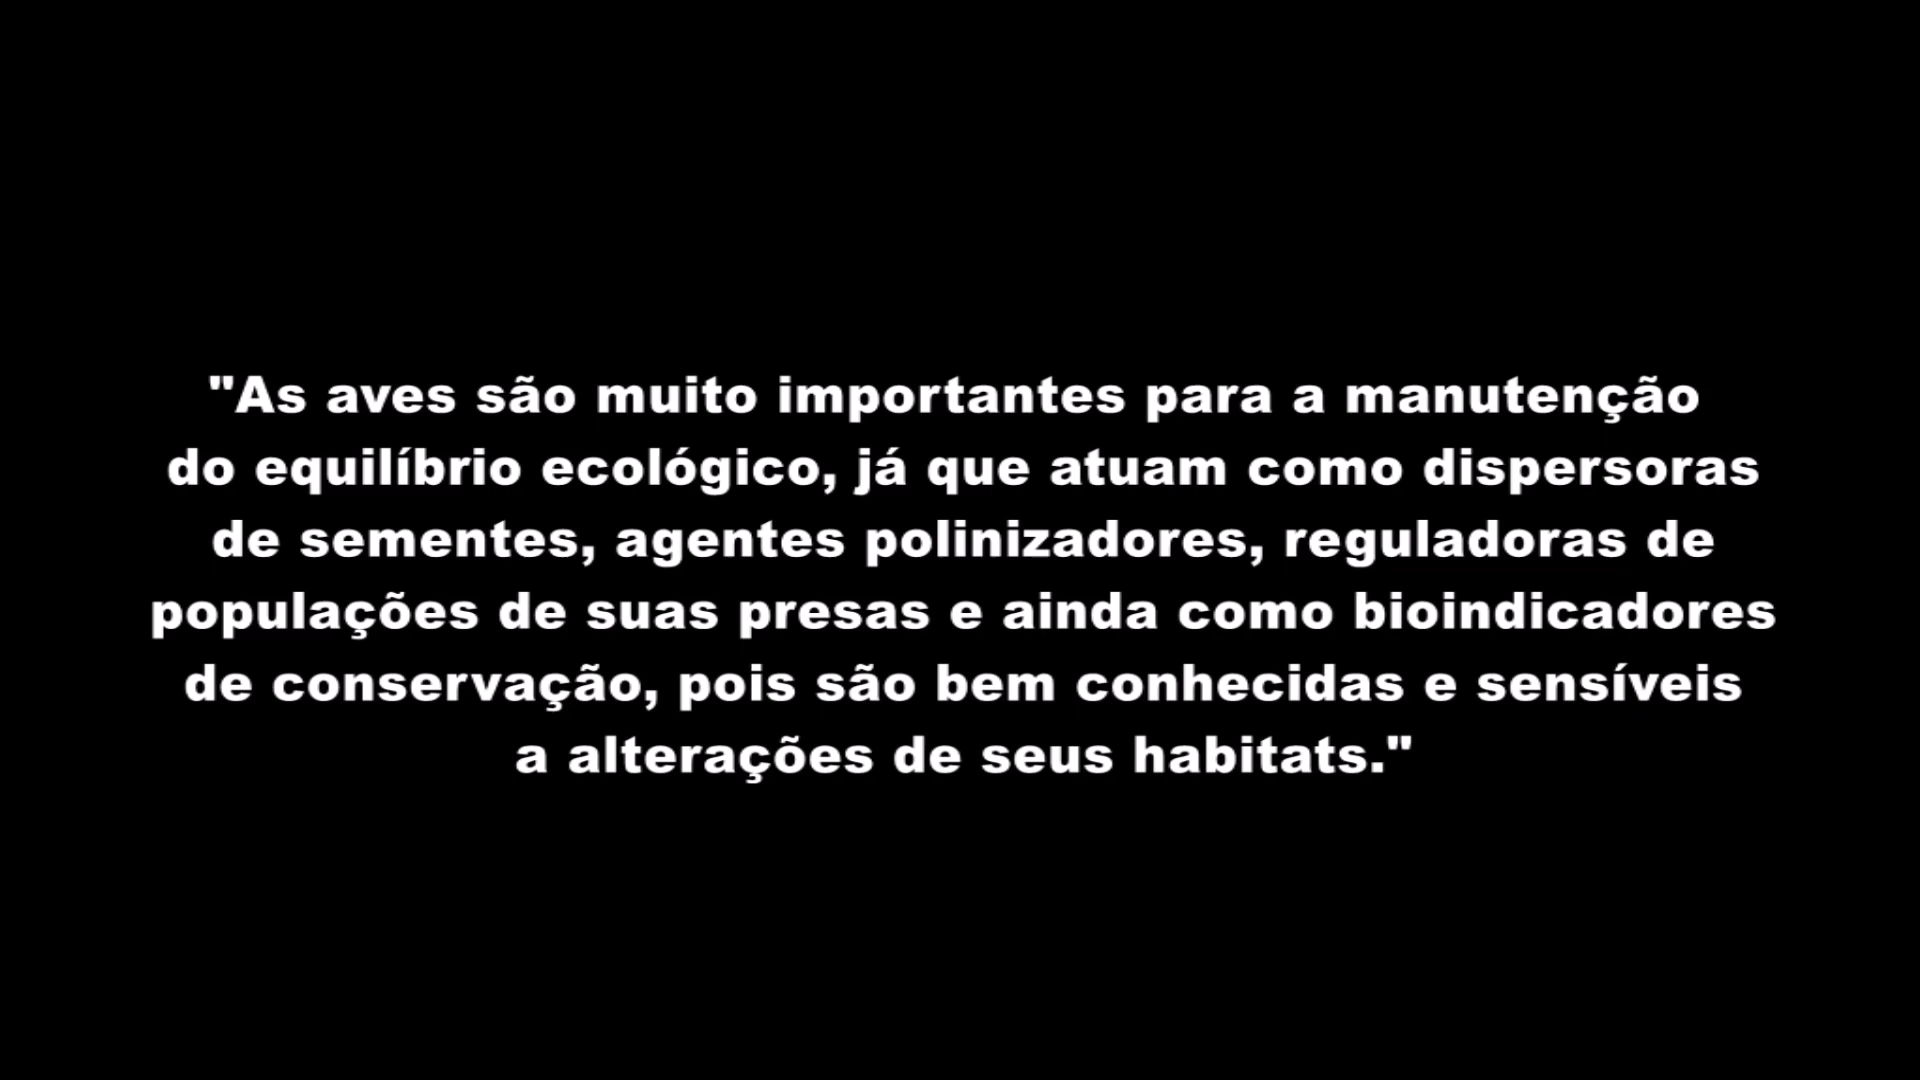 "As aves são muito importantes para a manutenção
do equilíbrio ecológico, já que atuam como dispersoras
de sementes, agentes polinizadores, reguladoras de
populações de suas presas e ainda como bioindicadores
de conservação, pois são bem conhecidas e sensíveis
a alterações de seus habitats."